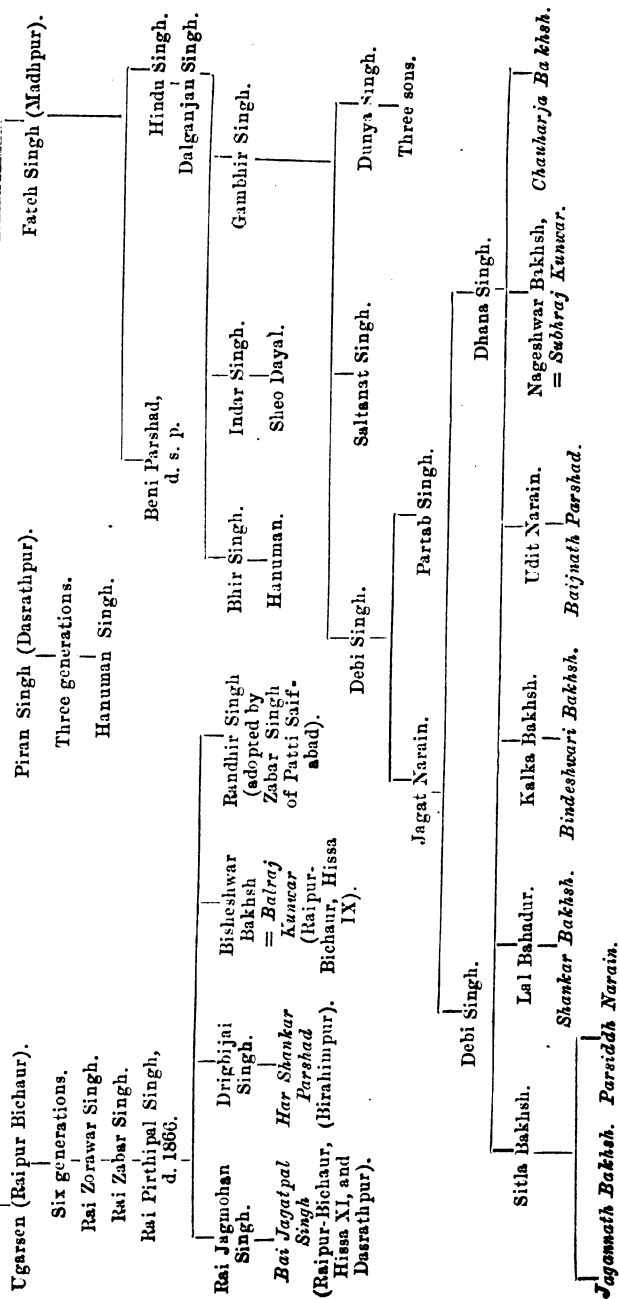 Ugarsen (Raipur Bichaur).
Six generations.
Rai Zorawar Singh.
Rai Zabar Singh.
Rai Pirthipal Singh,
d. 1866.
Rai Jagmohan
Singh.
Bai Jagatpal
Singh
(Raipur-Bichaur,
Hissa XI, and
Dasrathpur).
Drigbijai
Singh.
Har Shankar
Parshad
(Birahimpur).
Bisheshwar
Bakhsh
= Balraj
Kunwar
(Raipur-
Bichaur, Hissa
IX).
Randhir Singh
(adopted by
Zabar Singh
of Patti Saif-
abad).
Piran Singh (Dasrathpur).
Three generations.
Hanuman Singh.
Fateh Singh (Madhpur).
Beni Parshad,
d. s. p.
Hindu Singh.
Dalganjan Singh.
Bhir Singh.
Hanuman.
Indar Singh.
Sheo Dayal.
Gambhir Singh.
Debi Singh.
Saltanat Singh.
Dunya Singh.
Three sons.
Jagat Narain.
Partab Singh.
Debi Singh.
Dhana Singh.
Sitla Bakhsh.
Lal Bahadur.
Shankar Bakhsh.
Kalka Bakhsh.
Bindeshwari Bakhsh.
Udit Narain.
Baijnath Parshad.
Nageshwar Bakhsh,
= Subhraj Kunwar.
Chauharja Bakhsh.
Jagannath Bakhsh.
Parsiddh Narain.